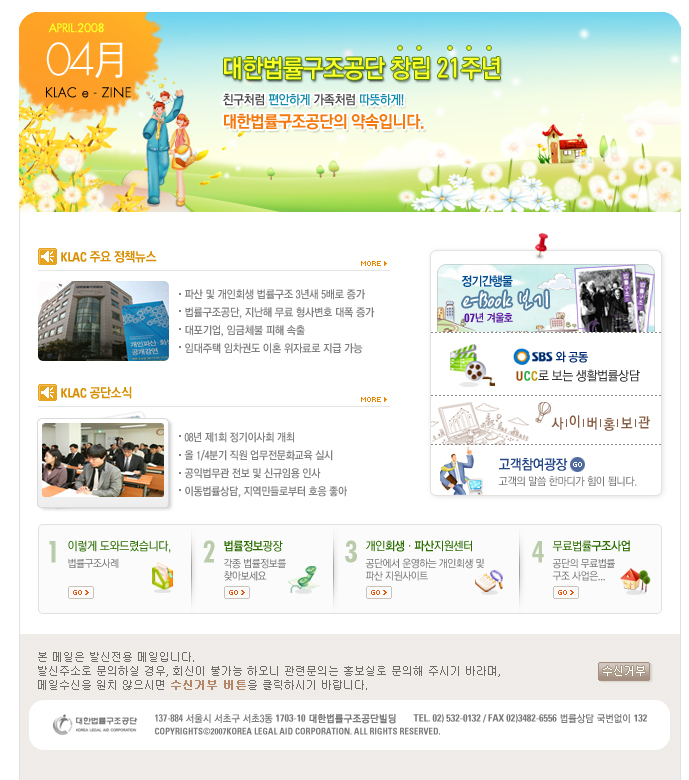 APRIL.2008
04月
KLAC e - ZINE
대한법률구조공단 창립 21주년
친구처럼 편안하게 가족처럼 따뜻하게!
대한법률구조공단의 약속입니다.
KLAC 주요 정책뉴스
MORE
개인파산·회생
공개강연
파산 및 개인회생 법률구조 3년새 5배로 증가
법률구조공단, 지난해 무료 형사변호 대폭 증가
대포기업, 임금체불 피해 속출
임대주택 임차권도 이혼 위자료로 지급 가능
KLAC 공단소식
MORE
08년 제1회 정기이사회 개최
올 1/4분기 직원 업무전문화교육 실시
공익법무관 전보 및 신규임용 인사
이동법률상담, 지역민들로부터 호응 좋아
정기간행물
e-Book 보기
07년 겨울호
SBS 와 공동
UCC로 보는 생활법률상담
사이버홍보관
고객참여광장 GO
고객의 말씀 한마디가 힘이 됩니다.
1 이렇게 도와드렸습니다,
법률구조사례
GO
2 법률정보광장
각종 법률정보를
찾아보세요
GO
3 개인회생·파산지원센터
공단에서 운영하는 개인회생 및
파산 지원사이트
GO
4 무료법률구조사업
공단의 무료법률
구조 사업은...
GO
본 메일은 발신전용 메일입니다.
발신주소로 문의하실 경우, 회신이 불가능 하오니 관련문의는 홍보실로 문의해 주시기 바라며,
메일수신을 원치 않으시면 수신거부 버튼을 클릭하시기 바랍니다.
수신거부
대한법률구조공단
KOREA LEGAL AID CORPORATION
137-884 서울시 서초구 서초3동 1703-10 대한법률구조공단빌딩 TEL. 02) 532-0132 / FAX 02)3482-6556 법률상담 국번없이 132
COPYRIGHTS©2007KOREA LEGAL AID CORPORATION. ALL RIGHTS RESERVED.